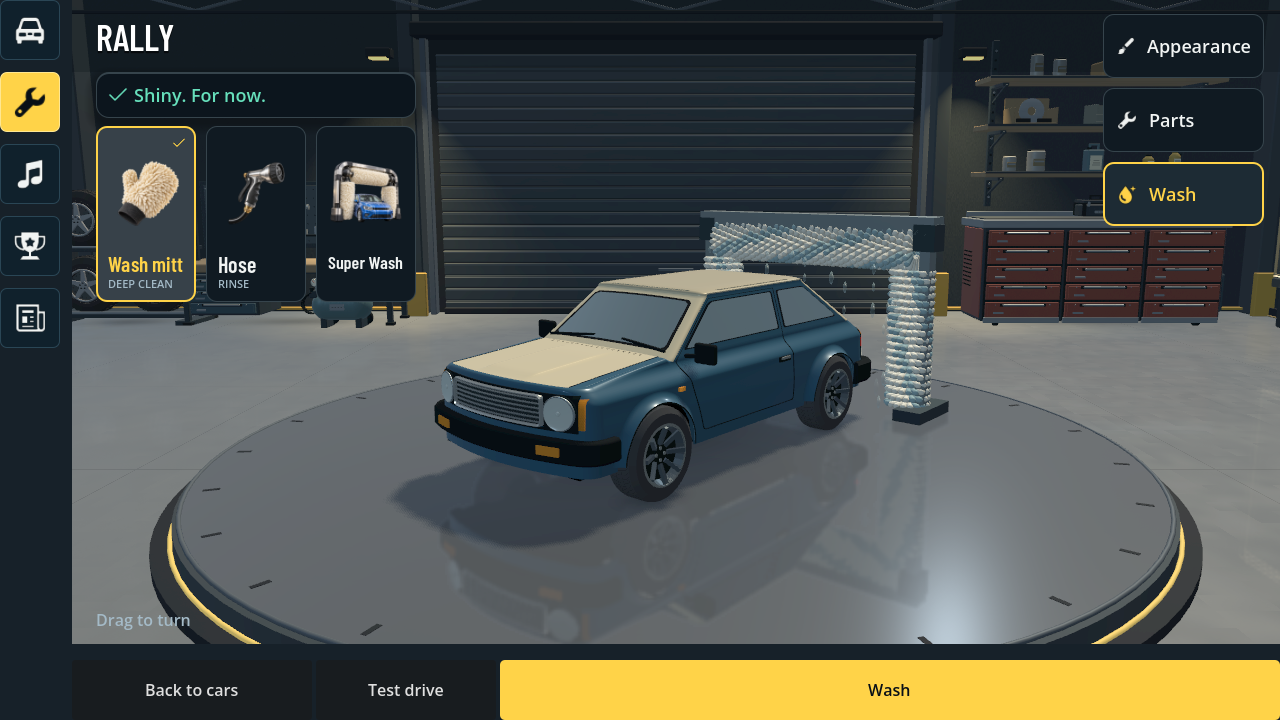 RALLY
Shiny. For now.
Wash mitt
DEEP CLEAN
Hose
RINSE
Super Wash
Appearance
Parts
Wash
Drag to turn
Back to cars
Test drive
Wash